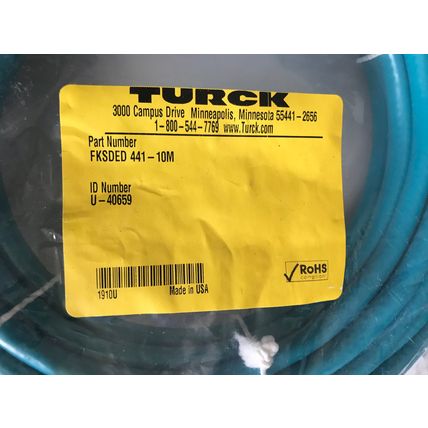 TURCK
3000 Campus Drive Minneapolis, Minnesota 55441-2656
1-800-544-7769 www.Turck.com
Part Number
FKSDED 441-10M
ID Number
U-40659
1910U
Made in USA
RoHS
compliant